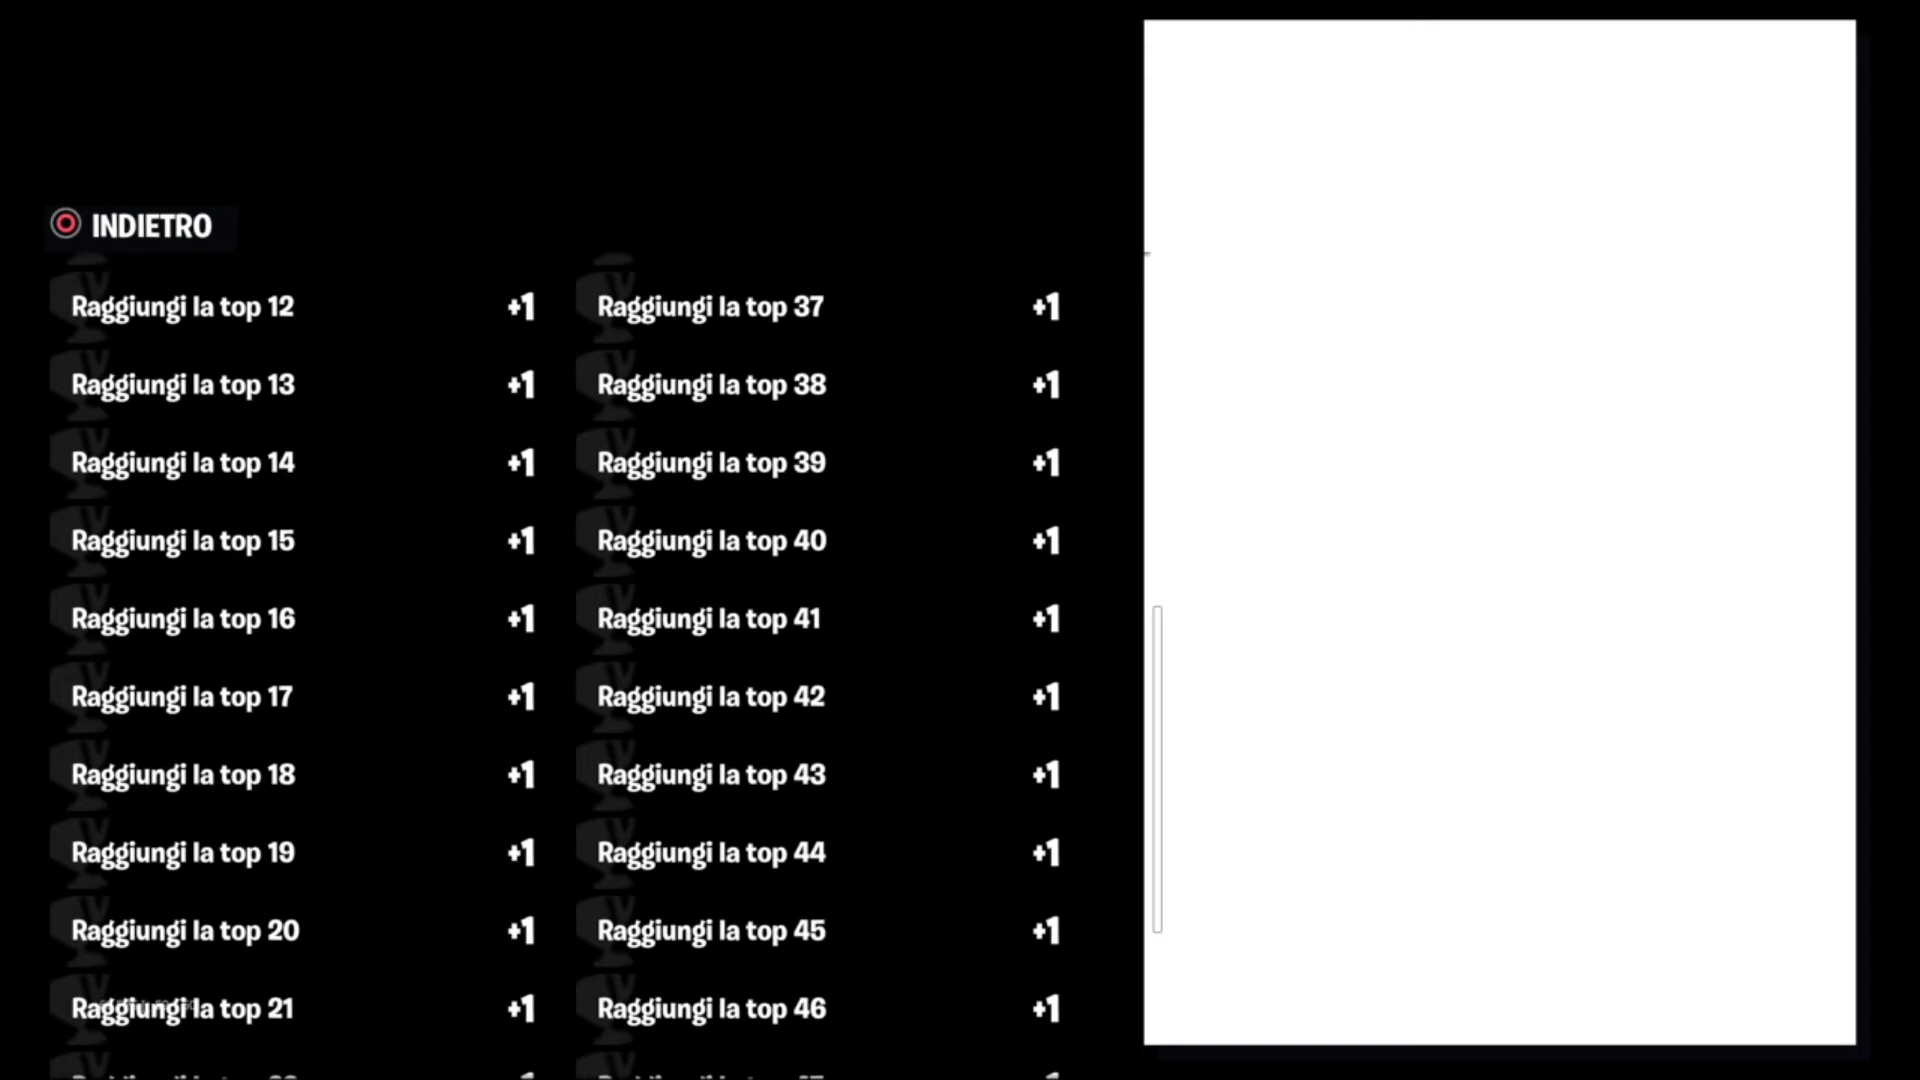 INDIETRO
Raggiungi la top 12 +1
Raggiungi la top 13 +1
Raggiungi la top 14 +1
Raggiungi la top 15 +1
Raggiungi la top 16 +1
Raggiungi la top 17 +1
Raggiungi la top 18 +1
Raggiungi la top 19 +1
Raggiungi la top 20 +1
Raggiungi la top 21 +1
Raggiungi la top 37 +1
Raggiungi la top 38 +1
Raggiungi la top 39 +1
Raggiungi la top 40 +1
Raggiungi la top 41 +1
Raggiungi la top 42 +1
Raggiungi la top 43 +1
Raggiungi la top 44 +1
Raggiungi la top 45 +1
Raggiungi la top 46 +1